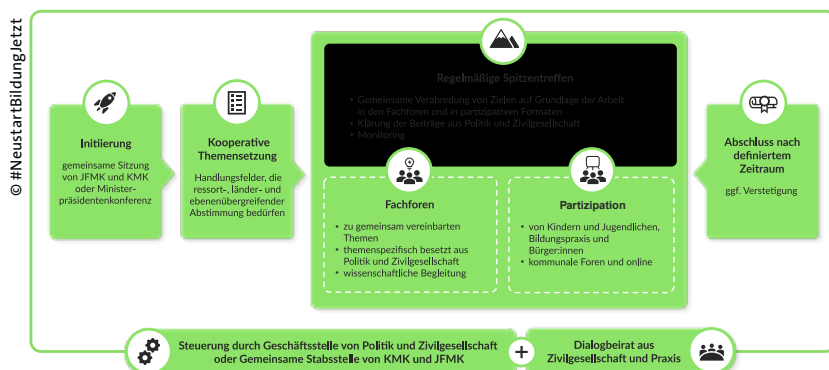 © #NeustartBildungJetzt
Initiierung
gemeinsame Sitzung
von JFMK und KMK
oder Minister-
präsidentenkonferenz
Kooperative
Themensetzung
Handlungsfelder, die
ressort-, länder- und
ebenenübergreifender
Abstimmung bedürfen
Regelmäßige Spitzentreffen
• Gemeinsame Verabredung von Zielen auf Grundlage der Arbeit
in den Fachforen und in partizipativen Formaten
• Klärung der Beiträge aus Politik und Zivilgesellschaft
• Monitoring
Fachforen
• zu gemeinsam vereinbarten
Themen
• themenspezifisch besetzt aus
Politik und Zivilgesellschaft
• wissenschaftliche Begleitung
Partizipation
• von Kindern und Jugendlichen,
Bildungspraxis und
Bürger:innen
• kommunale Foren und online
Abschluss nach
definiertem
Zeitraum
ggf. Verstetigung
Steuerung durch Geschäftsstelle von Politik und Zivilgesellschaft
oder Gemeinsame Stabsstelle von KMK und JFMK
+
Dialogbeirat aus
Zivilgesellschaft und Praxis